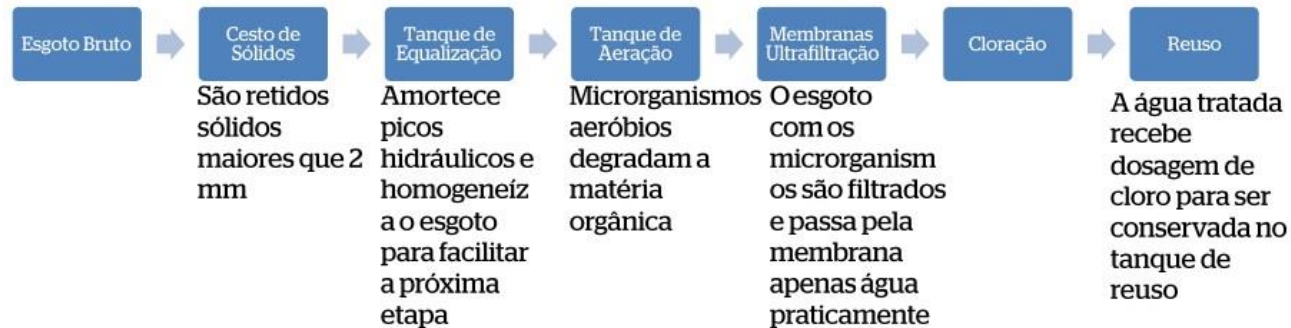 Esgoto Bruto
Cesto de
Sólidos
Tanque de
Equalização
Tanque de
Aeração
Membranas
Ultrafiltração
Cloração
Reuso
São retidos
sólidos
maiores que 2
mm
Amortece
picos
hidráulicos e
homogeneíz
a o esgoto
para facilitar
a próxima
etapa
Microrganismos
aeróbios
degradam a
matéria
orgânica
O esgoto
com os
microrganism
os são filtrados
e passa pela
membrana
apenas água
praticamente
A água tratada
recebe
dosagem de
cloro para ser
conservada no
tanque de
reuso